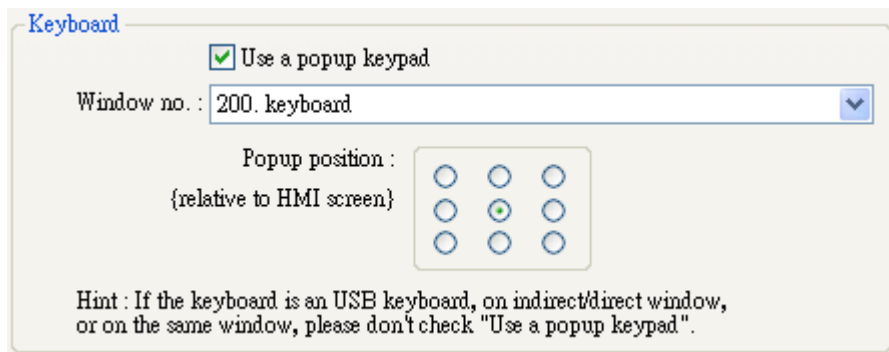 Keyboard
Use a popup keypad
Window no. : 200. keyboard
Popup position :
{relative to HMI screen}
Hint : If the keyboard is an USB keyboard, on indirect/direct window,
or on the same window, please don't check "Use a popup keypad".